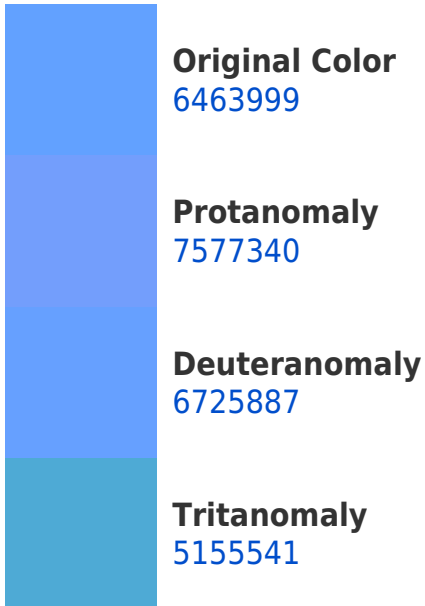 Original Color
6463999
Protanomaly
7577340
Deuteranomaly
6725887
Tritanomaly
5155541